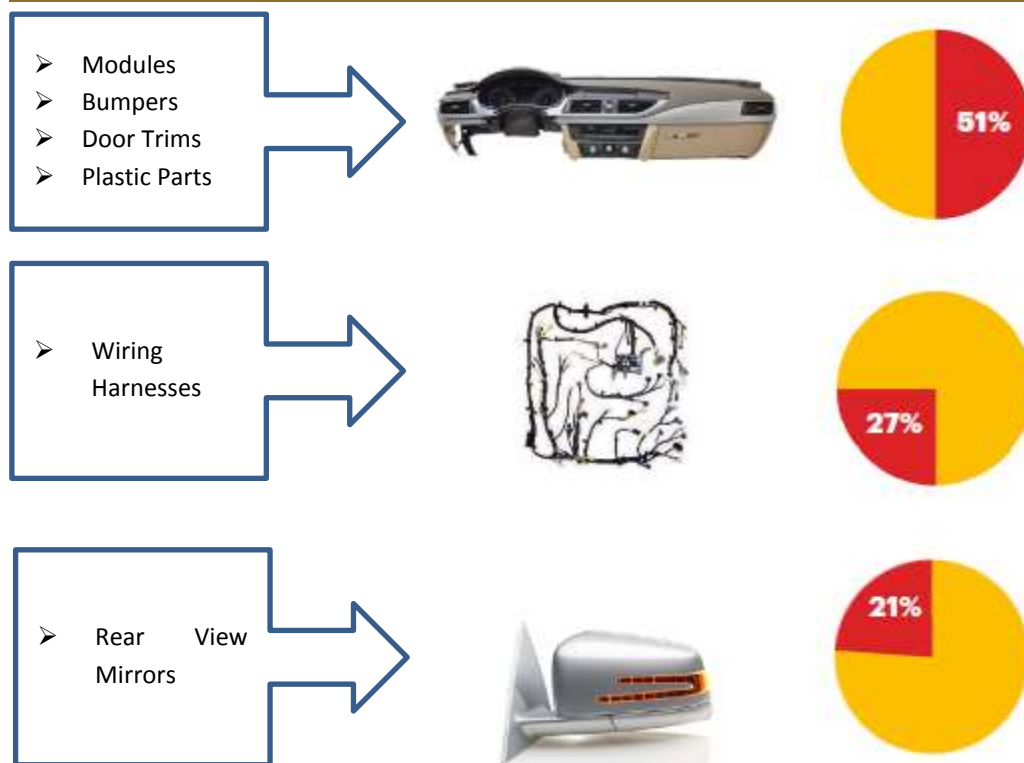 ➢ Modules
➢ Bumpers
➢ Door Trims
➢ Plastic Parts
51%
➢ Wiring
Harnesses
27%
➢ Rear View
Mirrors
21%